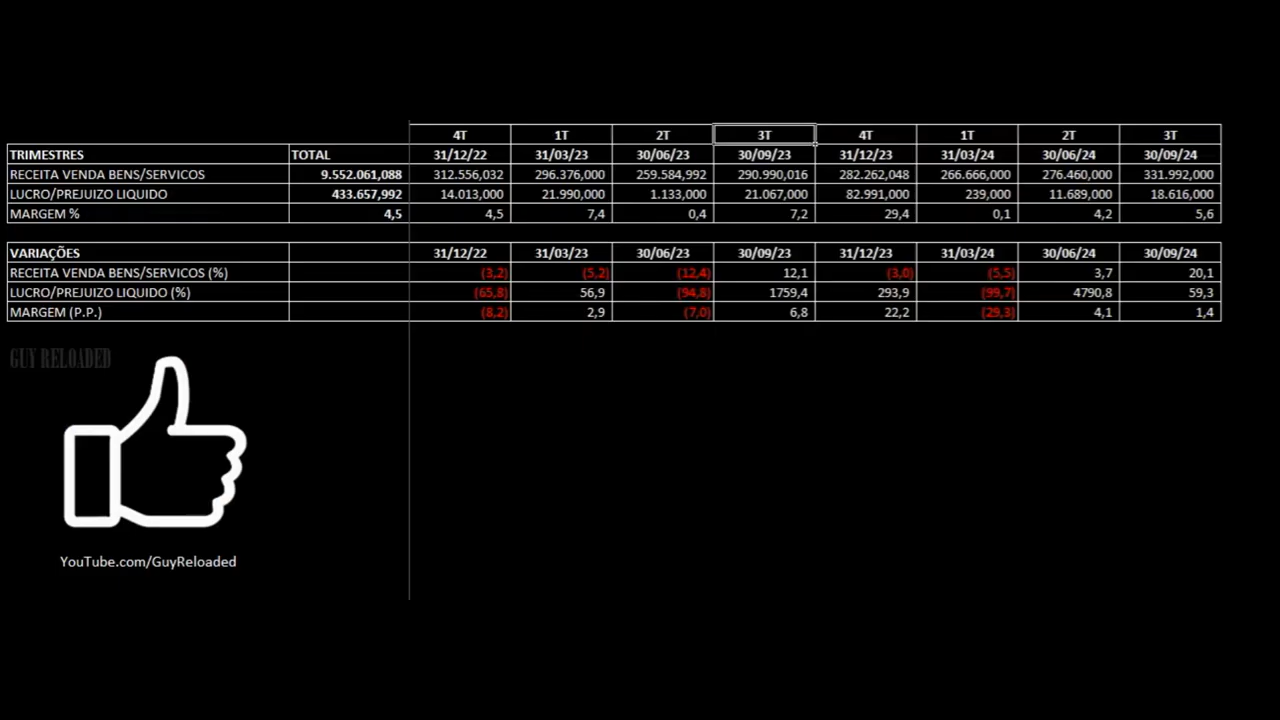 4T 1T 2T 3T 4T 1T 2T 3T
TRIMESTRES TOTAL 31/12/22 31/03/23 30/06/23 30/09/23 31/12/23 31/03/24 30/06/24 30/09/24
RECEITA VENDA BENS/SERVICOS 9.552.061,088 312.556,032 296.376,000 259.584,992 290.990,016 282.262,048 266.666,000 276.460,000 331.992,000
LUCRO/PREJUIZO LIQUIDO 433.657,992 14.013,000 21.990,000 1.133,000 21.067,000 82.991,000 239,000 11.689,000 18.616,000
MARGEM % 4,5 4,5 7,4 0,4 7,2 29,4 0,1 4,2 5,6
VARIAÇÕES 31/12/22 31/03/23 30/06/23 30/09/23 31/12/23 31/03/24 30/06/24 30/09/24
RECEITA VENDA BENS/SERVICOS (%) (3,2) (5,2) (12,4) 12,1 (3,0) (5,5) 3,7 20,1
LUCRO/PREJUIZO LIQUIDO (%) (65,8) 56,9 (94,8) 1759,4 293,9 (99,7) 4790,8 59,3
MARGEM (P.P.) (8,2) 2,9 (7,0) 6,8 22,2 (29,3) 4,1 1,4
GUY RELOADED
YouTube.com/GuyReloaded